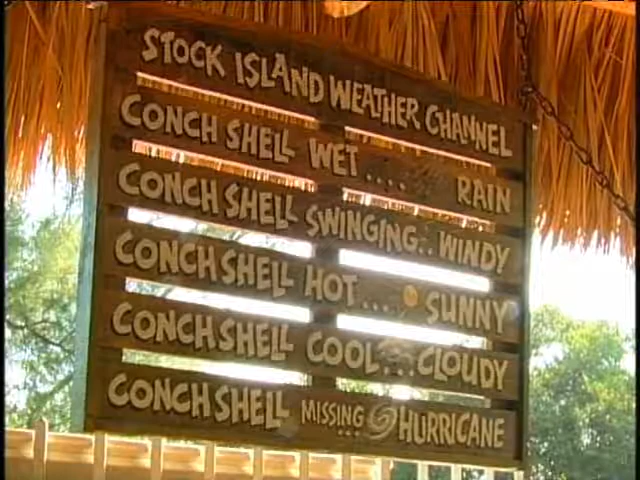 STOCK ISLAND WEATHER CHANNEL
CONCH SHELL WET .... RAIN
CONCH SHELL SWINGING.. WINDY
CONCH SHELL HOT ... SUNNY
CONCH SHELL COOL... CLOUDY
CONCH SHELL MISSING ... HURRICANE